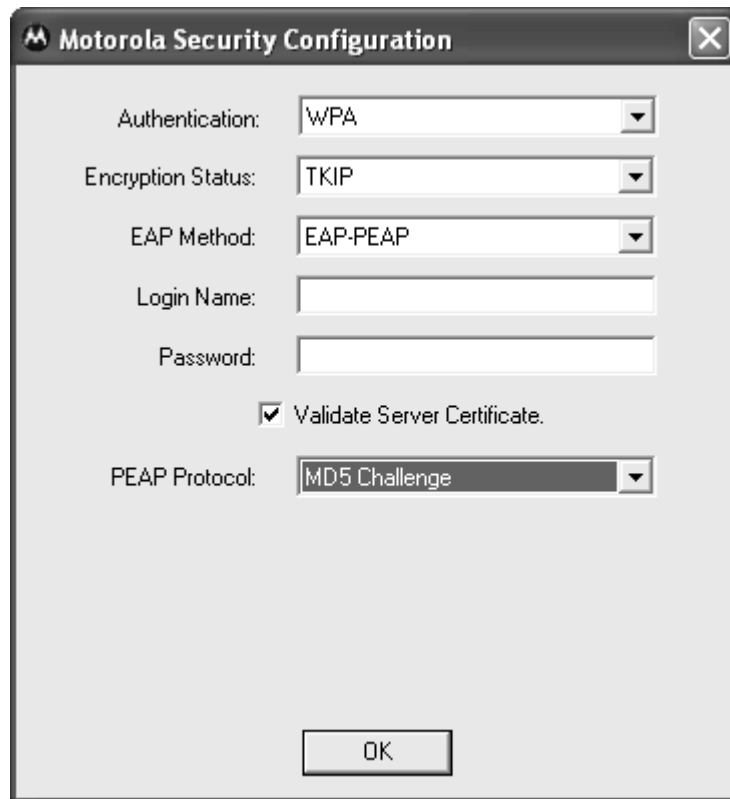 Motorola Security Configuration
Authentication: WPA
Encryption Status: TKIP
EAP Method: EAP-PEAP
Login Name:
Password:
Validate Server Certificate.
PEAP Protocol: MD5 Challenge
OK